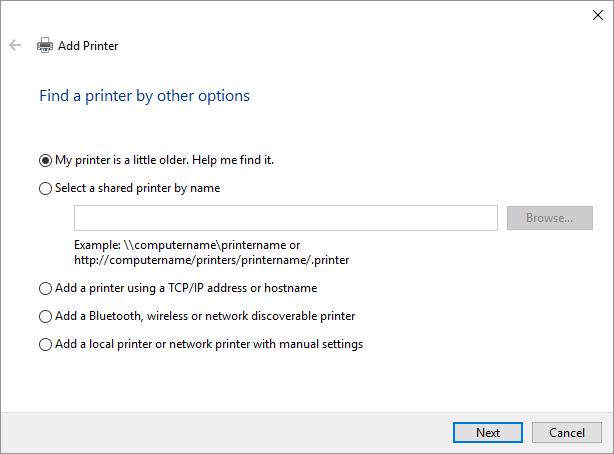 Add Printer
Find a printer by other options
My printer is a little older. Help me find it.
Select a shared printer by name
Browse...
Example: \\computername\printername or
http://computername/printers/printername/.printer
Add a printer using a TCP/IP address or hostname
Add a Bluetooth, wireless or network discoverable printer
Add a local printer or network printer with manual settings
Next
Cancel